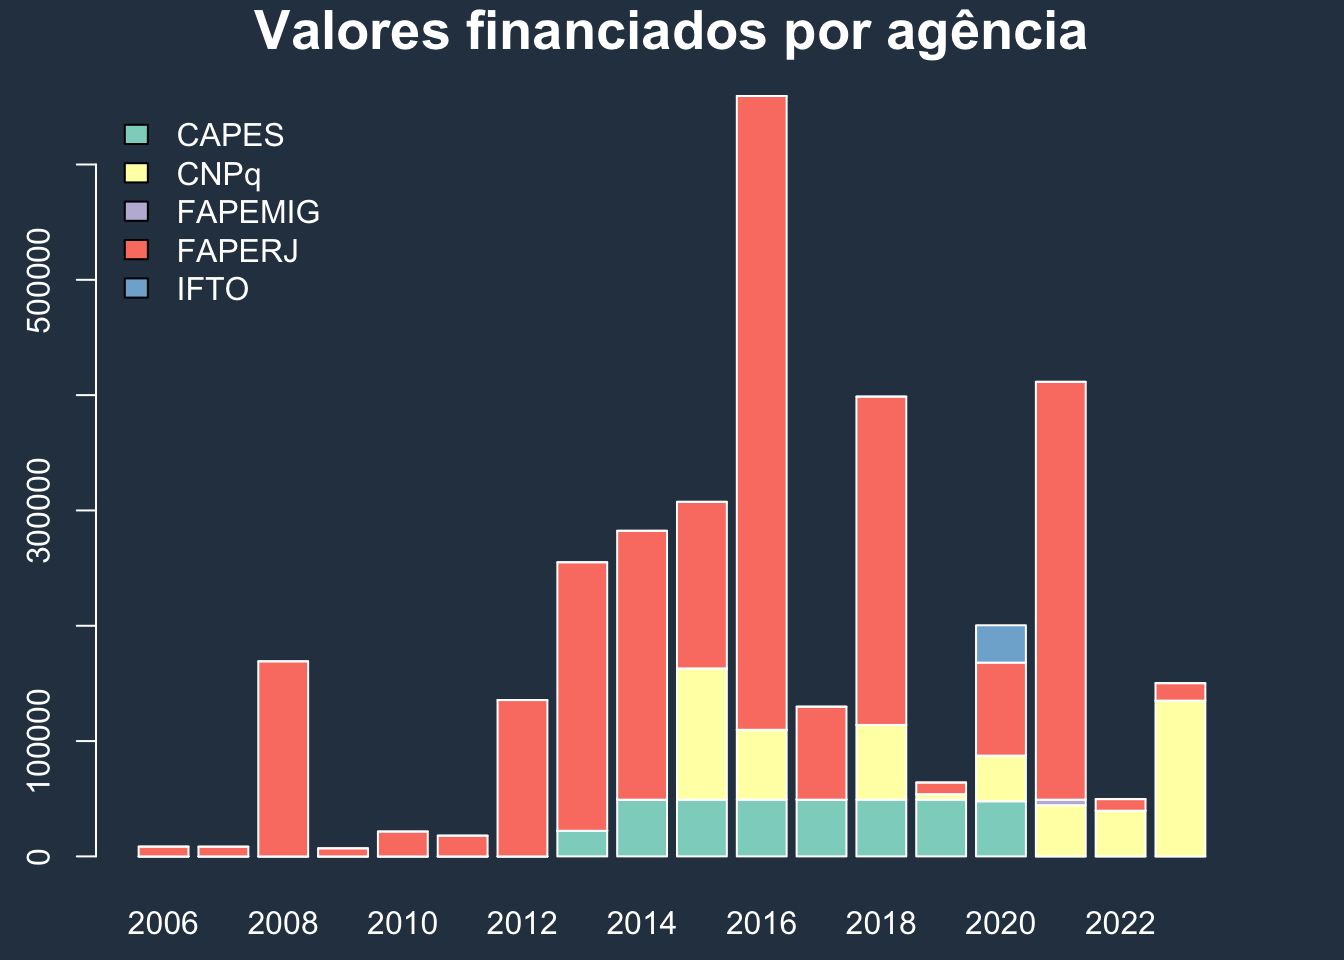 Valores financiados por agência
CAPES
CNPq
FAPEMIG
FAPERJ
IFTO
500000
300000
100000
0
2006 2008 2010 2012 2014 2016 2018 2020 2022